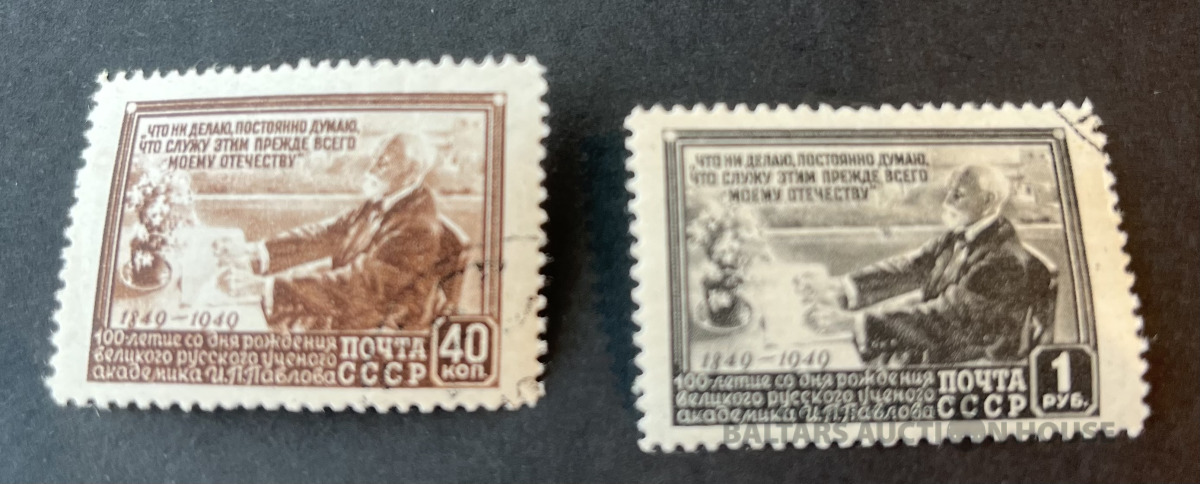 „ЧТО НИ ДЕЛАЮ, ПОСТОЯННО ДУМАЮ,
ЧТО СЛУЖУ ЭТИМ ПРЕЖДЕ ВСЕГО
МОЕМУ ОТЕЧЕСТВУ"
1849–1949
100-летие со дня рождения
великого русского ученого
академика И.П.Павлова
ПОЧТА
СССР
40
КОП.
„ЧТО НИ ДЕЛАЮ, ПОСТОЯННО ДУМАЮ,
ЧТО СЛУЖУ ЭТИМ ПРЕЖДЕ ВСЕГО
МОЕМУ ОТЕЧЕСТВУ"
1849–1949
100-летие со дня рождения
великого русского ученого
академика И.П.Павлова
ПОЧТА
СССР
1
РУБ.
BALTARS AUCTION HOUSE